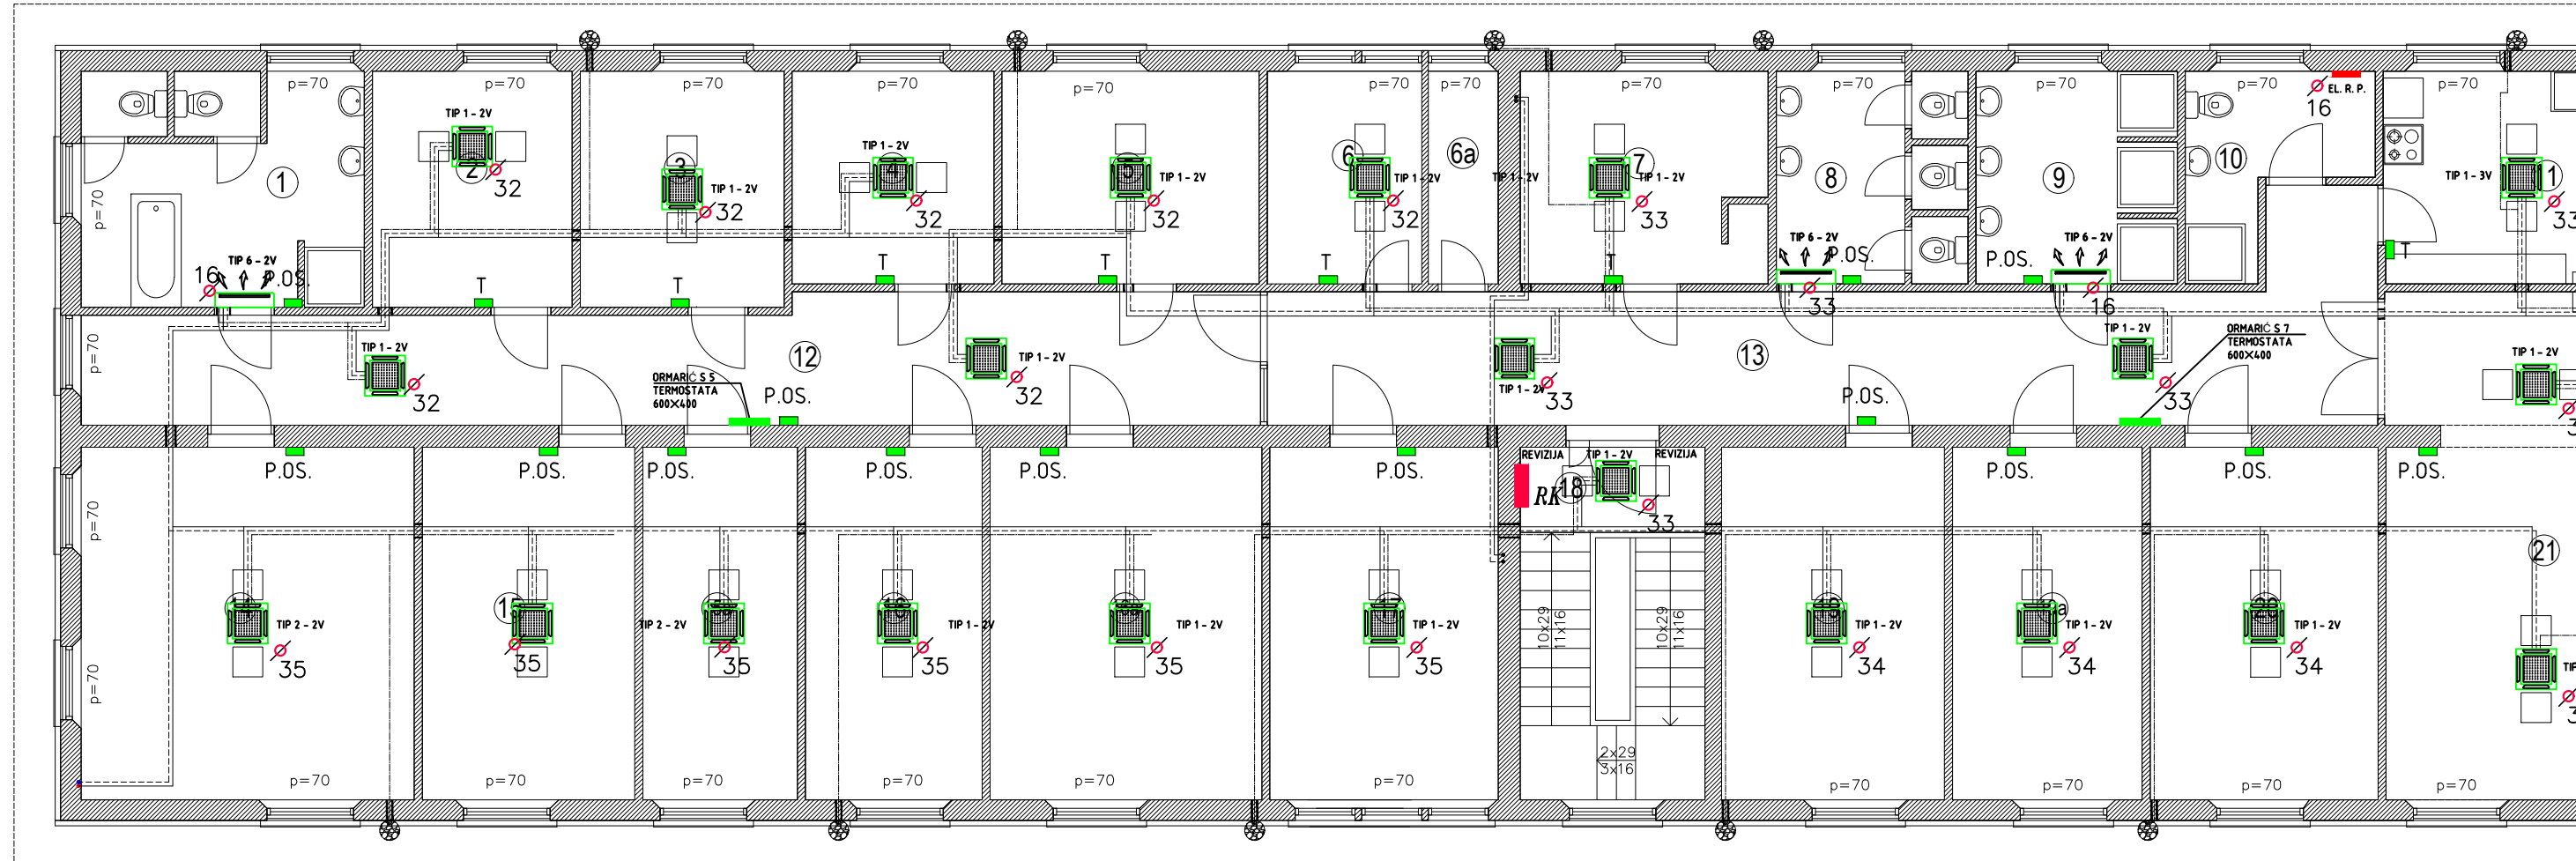 p=70
p=70
p=70
p=70
p=70
p=70
p=70
p=70
p=70
p=70
p=70
EL. R. P.
16
p=70
TIP 1 - 2V
2
32
3
TIP 1 - 2V
32
TIP 1 - 2V
4
32
5
TIP 1 - 2V
32
6
TIP 1 - 2V
32
6a
TIP 1 - 2V
7
TIP 1 - 2V
33
8
9
10
TIP 1 - 3V
1
33
1
p=70
TIP 6 - 2V
16
P.OS.
T
T
T
T
T
T
TIP 6 - 2V
P.OS.
33
P.OS.
TIP 6 - 2V
16
T
p=70
TIP 1 - 2V
32
12
TIP 1 - 2V
32
ORMARIĆ S 5
TERMOSTATA
600X400
P.OS.
TIP 1 - 2V
33
13
P.OS.
TIP 1 - 2V
33
ORMARIĆ S 7
TERMOSTATA
600X400
TIP 1 - 2V
P.OS.
P.OS.
P.OS.
P.OS.
P.OS.
P.OS.
REVIZIJA
TIP 1 - 2V
REVIZIJA
RK
18
33
P.OS.
P.OS.
P.OS.
p=70
21
TIP 2 - 2V
35
15
35
TIP 2 - 2V
35
16
TIP 1 - 2V
35
TIP 1 - 2V
35
17
TIP 1 - 2V
35
10x29
11x16
10x29
11x16
TIP 1 - 2V
34
TIP 1 - 2V
34
TIP 1 - 2V
34
p=70
2x29
3x16
p=70
p=70
p=70
p=70
p=70
p=70
p=70
p=70
p=70
p=70